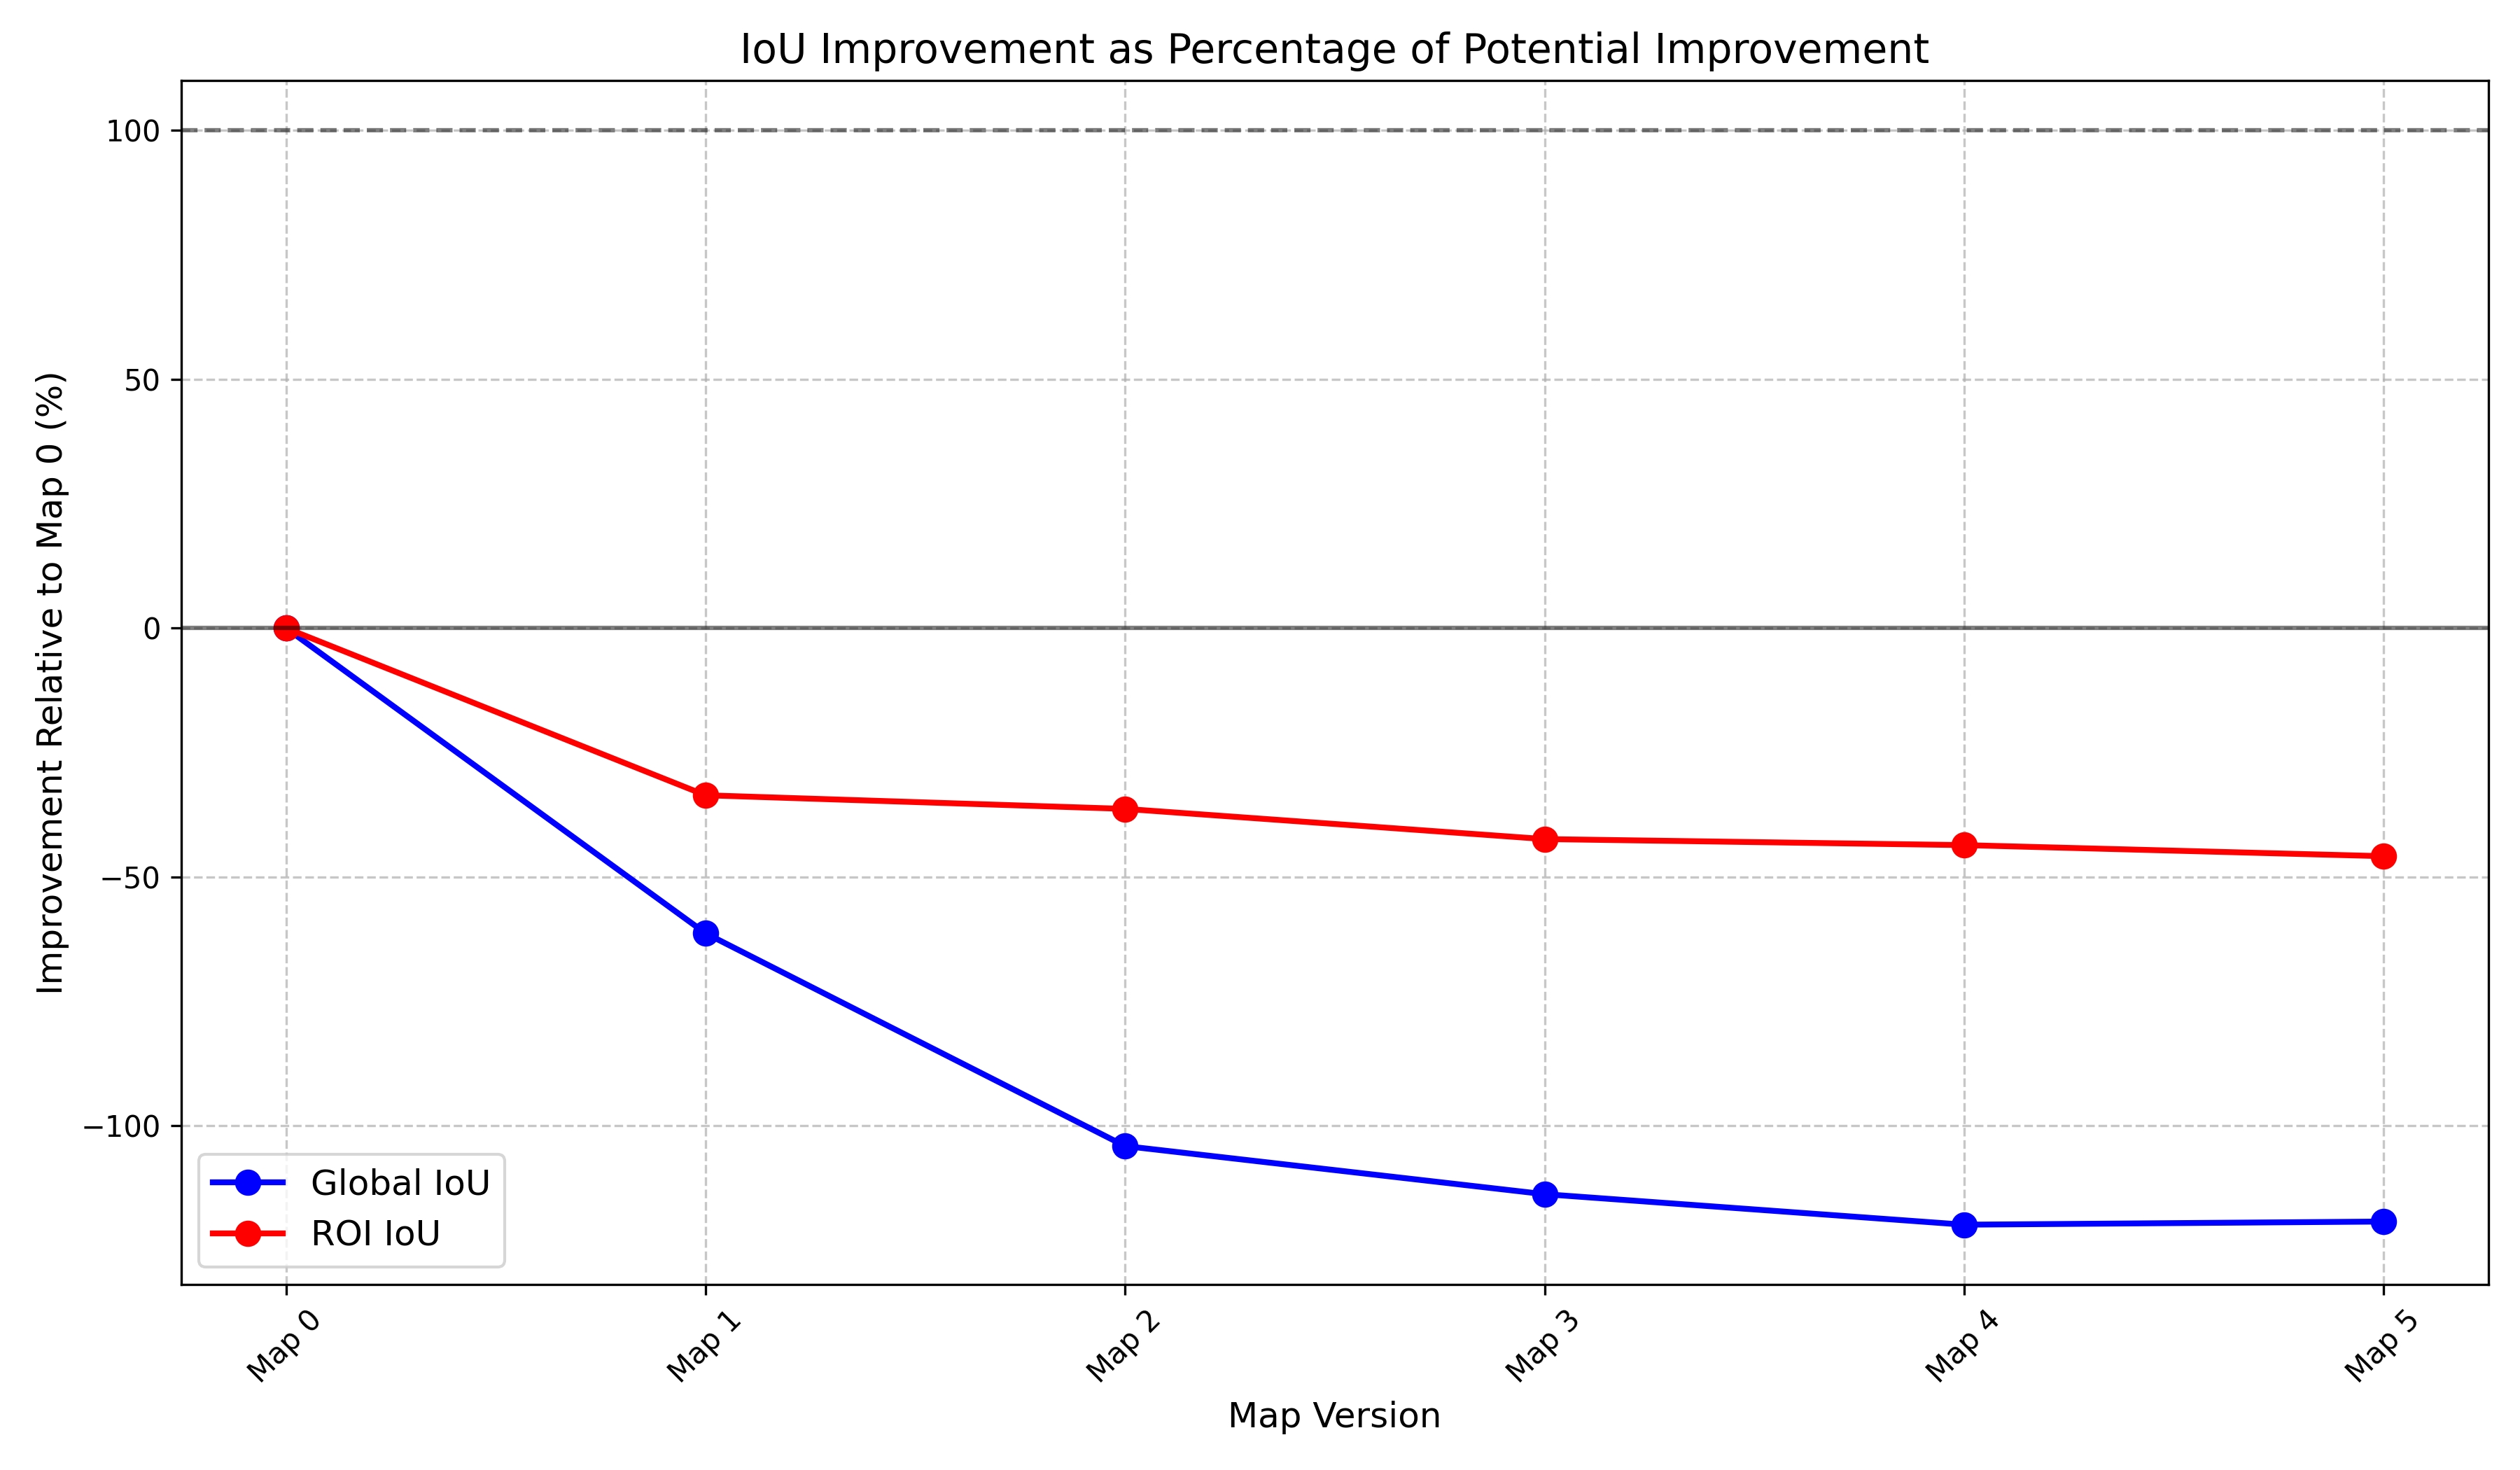 IoU Improvement as Percentage of Potential Improvement
Improvement Relative to Map 0 (%)
100
50
0
−50
−100
Global IoU
ROI IoU
Map 0
Map 1
Map 2
Map 3
Map 4
Map 5
Map Version